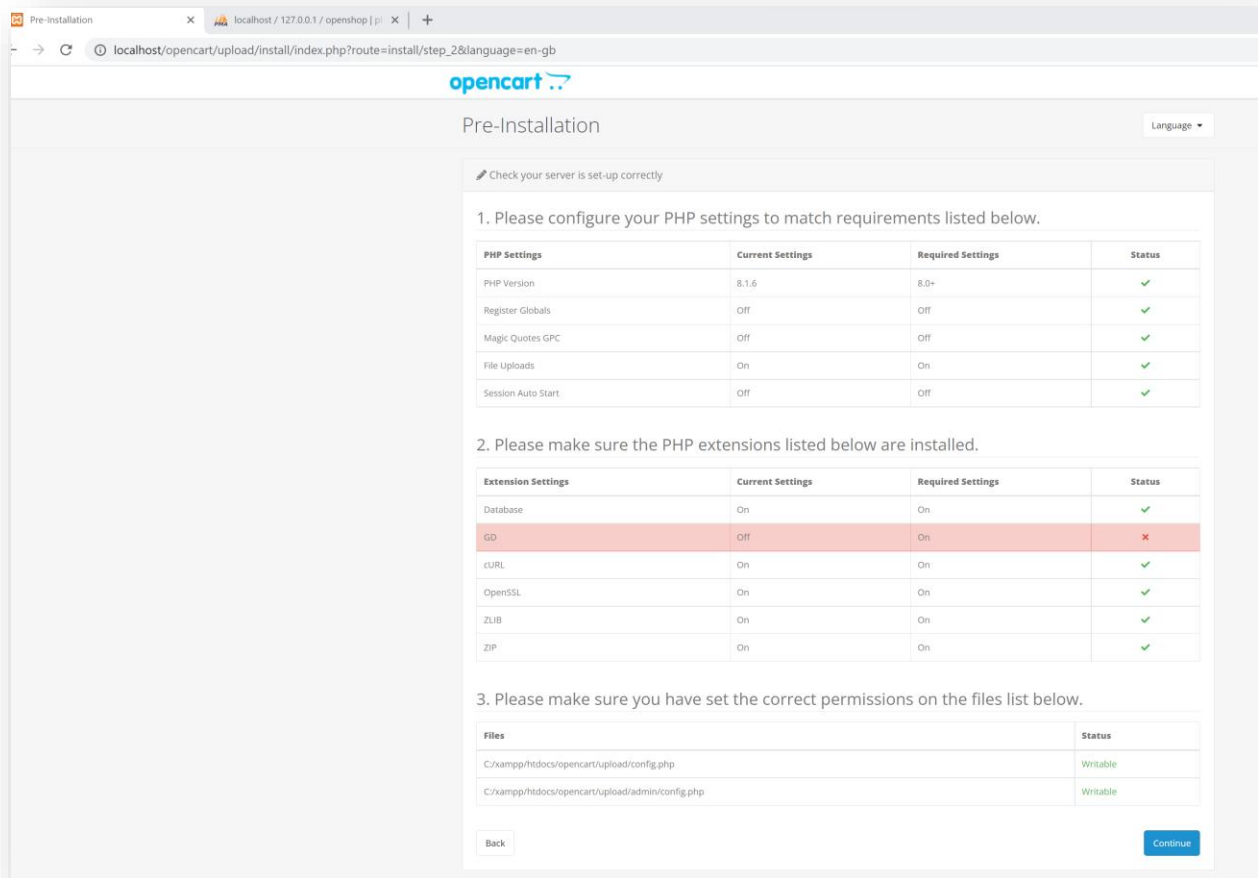 Pre-Installation
localhost / 127.0.0.1 / openshop | pl
localhost/opencart/upload/install/index.php?route=install/step_2&language=en-gb
opencart
Pre-Installation
Language
Check your server is set-up correctly
1. Please configure your PHP settings to match requirements listed below.
PHP Settings Current Settings Required Settings Status
PHP Version 8.1.6 8.0+
Register Globals Off Off
Magic Quotes GPC Off Off
File Uploads On On
Session Auto Start Off Off
2. Please make sure the PHP extensions listed below are installed.
Extension Settings Current Settings Required Settings Status
Database On On
GD Off On
cURL On On
OpenSSL On On
ZLIB On On
ZIP On On
3. Please make sure you have set the correct permissions on the files list below.
Files Status
C:/xampp/htdocs/opencart/upload/config.php Writable
C:/xampp/htdocs/opencart/upload/admin/config.php Writable
Back Continue